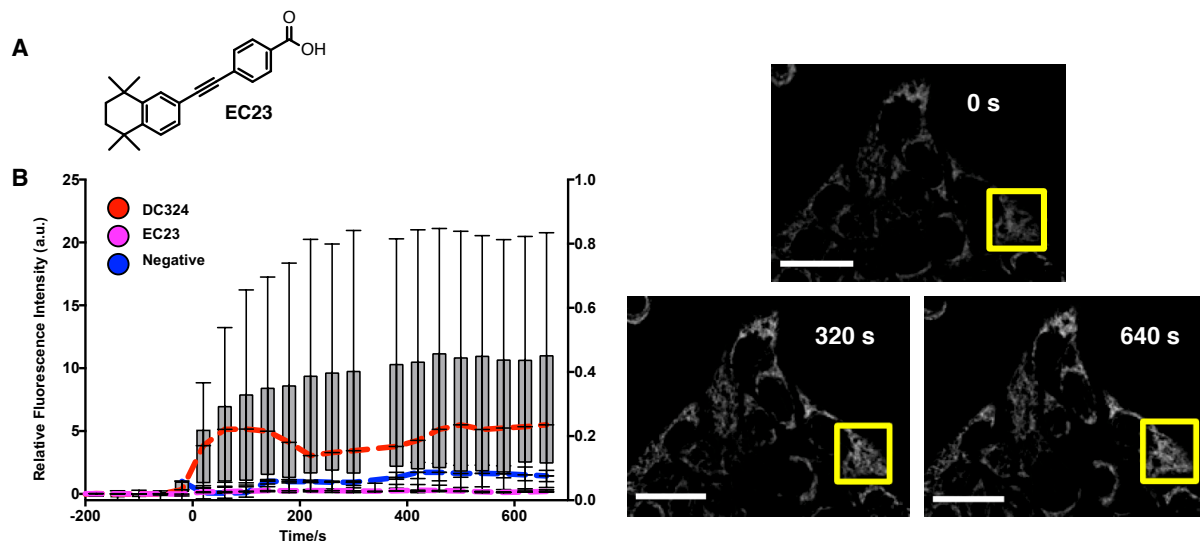 A
O
OH
EC23
B
Relative Fluorescence Intensity (a.u.)
25
20
15
10
5
0
1.0
0.8
0.6
0.4
0.2
0.0
DC324
EC23
Negative
-200
0
200
400
600
Time/s
0 s
320 s
640 s